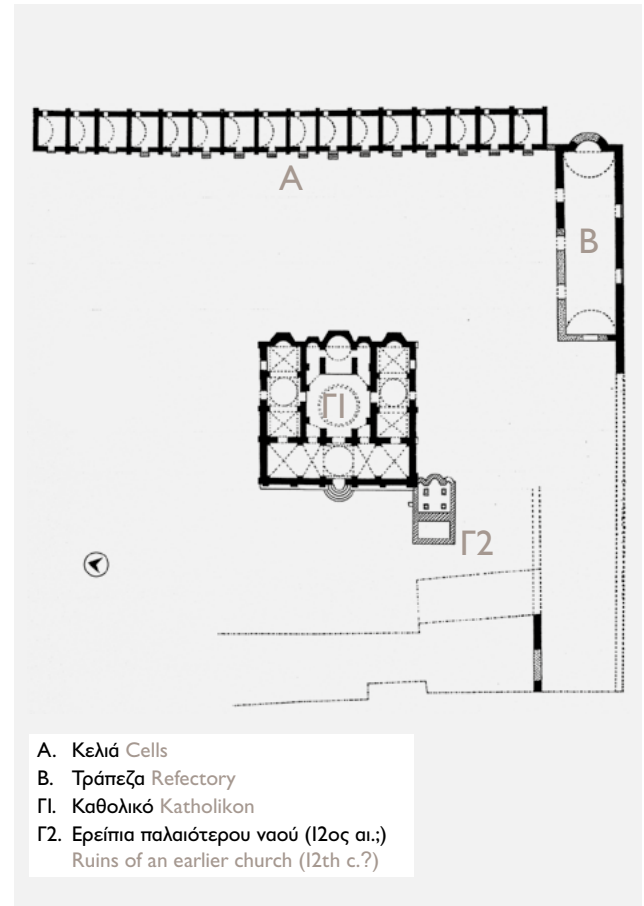 A
B
Γ1
Γ2
Α. Κελιά Cells
Β. Τράπεζα Refectory
Γ1. Καθολικό Katholikon
Γ2. Ερείπια παλαιότερου ναού (12ος αι.;)
Ruins of an earlier church (12th c.?)